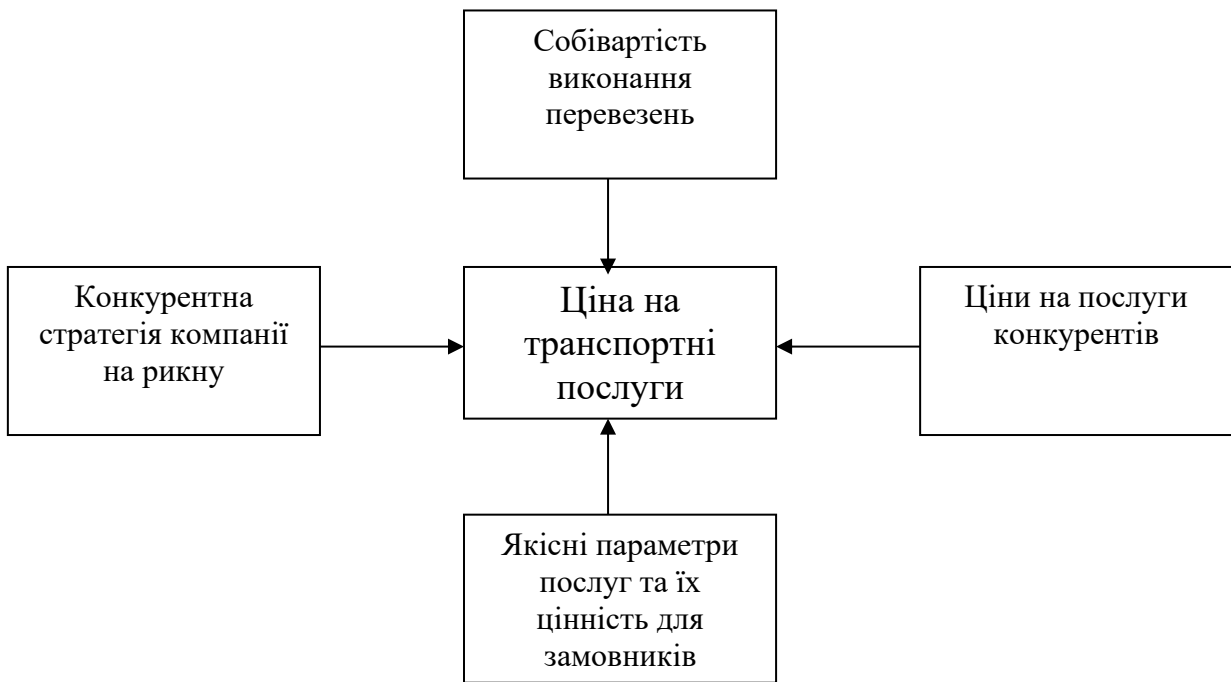 Собівартість
виконання
перевезень
Конкурентна
стратегія компанії
на рикну
Ціна на
транспортні
послуги
Ціни на послуги
конкурентів
Якісні параметри
послуг та їх
цінність для
замовників